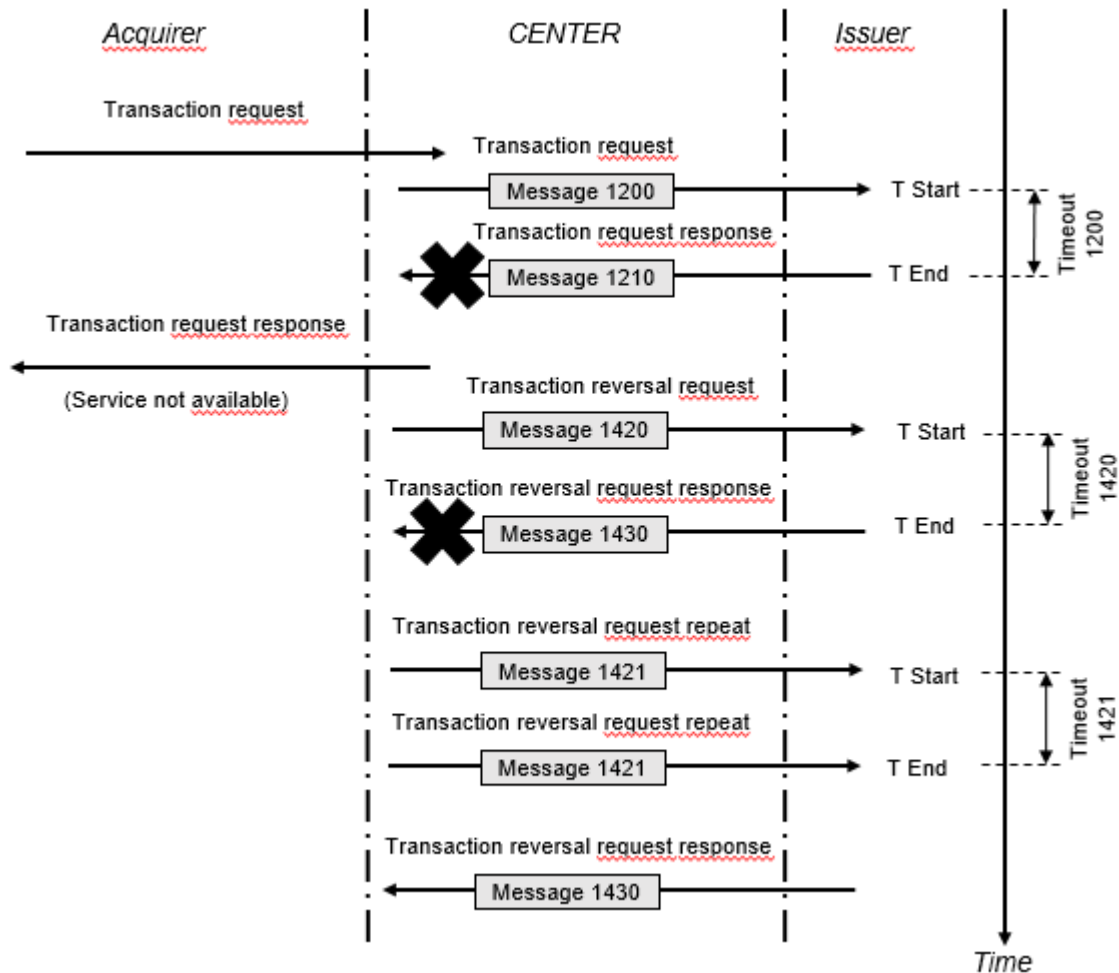 Acquirer
CENTER
Issuer
Transaction request
Transaction request
Message 1200
T Start
Timeout
1200
Transaction request response
Message 1210
T End
Transaction request response
(Service not available)
Transaction reversal request
Message 1420
T Start
Timeout
1420
Transaction reversal request response
Message 1430
T End
Transaction reversal request repeat
Message 1421
T Start
Timeout
1421
Transaction reversal request repeat
Message 1421
T End
Transaction reversal request response
Message 1430
Time